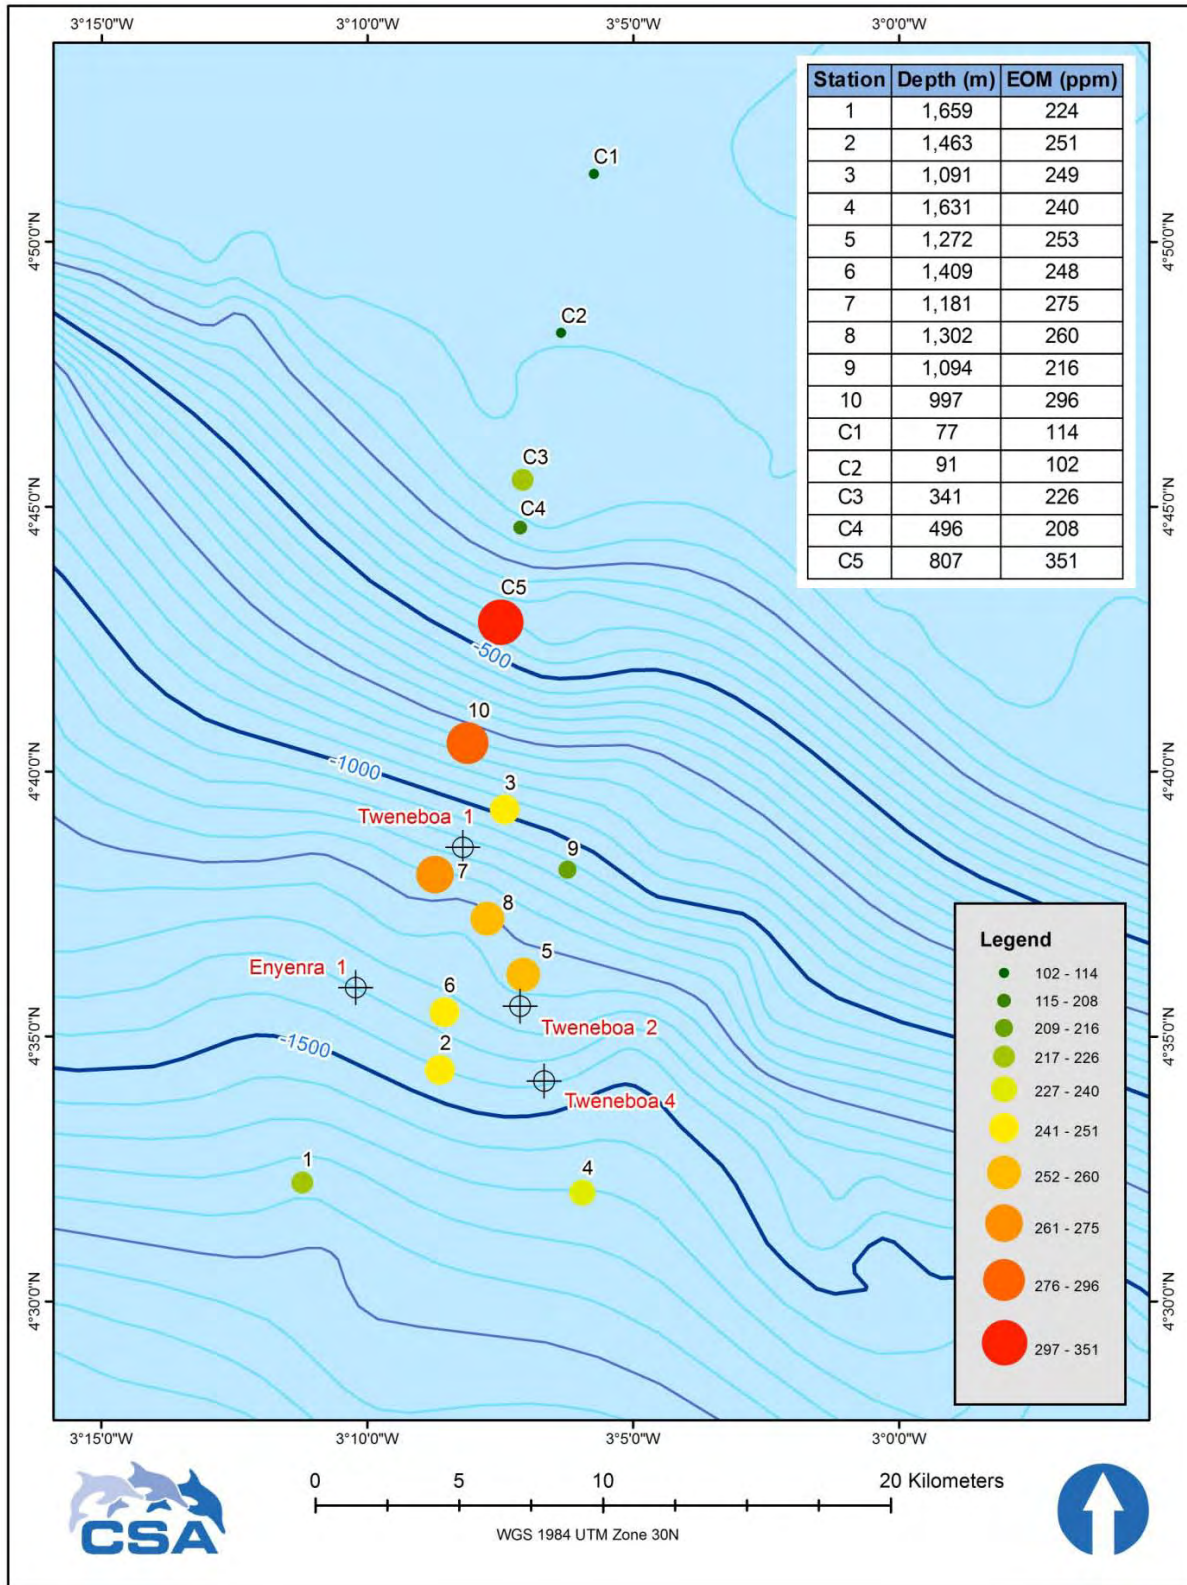 3°15'0"W 3°10'0"W 3°5'0"W 3°0'0"W
Station Depth (m) EOM (ppm)
1 1,659 224
2 1,463 251
3 1,091 249
4 1,631 240
5 1,272 253
6 1,409 248
7 1,181 275
8 1,302 260
9 1,094 216
10 997 296
C1 77 114
C2 91 102
C3 341 226
C4 496 208
C5 807 351
C1
4°50'0"N 4°50'0"N
C2
C3
4°45'0"N 4°45'0"N
C4
C5
-500
10
4°40'0"N 4°40'0"N
-1000
3
Tweneboa 1
9
7
8
5
Enyenra 1
6
Tweneboa 2
4°35'0"N 4°35'0"N
-1500
2
Tweneboa 4
1
4
4°30'0"N 4°30'0"N
Legend
102 - 114
115 - 208
209 - 216
217 - 226
227 - 240
241 - 251
252 - 260
261 - 275
276 - 296
297 - 351
3°15'0"W 3°10'0"W 3°5'0"W 3°0'0"W
CSA
0 5 10 20 Kilometers
WGS 1984 UTM Zone 30N